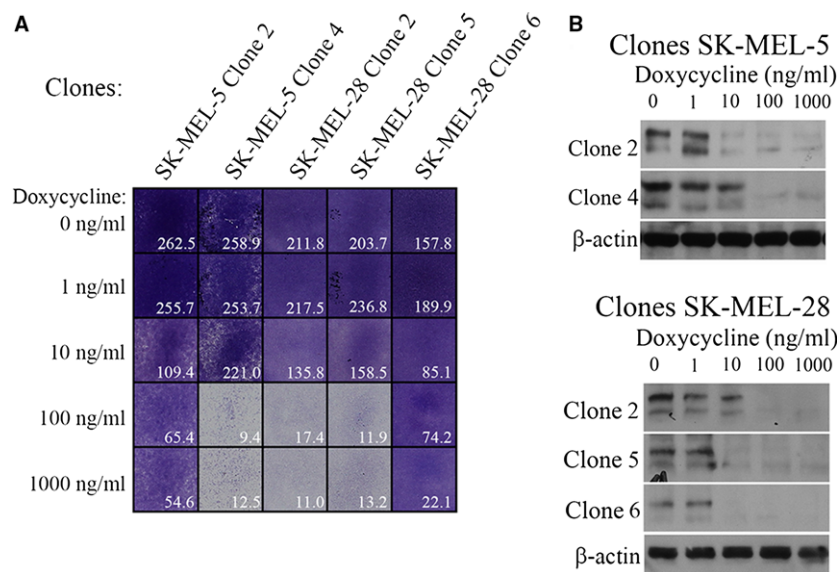 A
Clones:
SK-MEL-5 Clone 2
SK-MEL-5 Clone 4
SK-MEL-28 Clone 2
SK-MEL-28 Clone 5
SK-MEL-28 Clone 6
Doxycycline:
0 ng/ml
262.5 258.9 211.8 203.7 157.8
1 ng/ml
255.7 253.7 217.5 236.8 189.9
10 ng/ml
109.4 221.0 135.8 158.5 85.1
100 ng/ml
65.4 9.4 17.4 11.9 74.2
1000 ng/ml
54.6 12.5 11.0 13.2 22.1
B
Clones SK-MEL-5
Doxycycline (ng/ml)
0 1 10 100 1000
Clone 2
Clone 4
β-actin
Clones SK-MEL-28
Doxycycline (ng/ml)
0 1 10 100 1000
Clone 2
Clone 5
Clone 6
β-actin